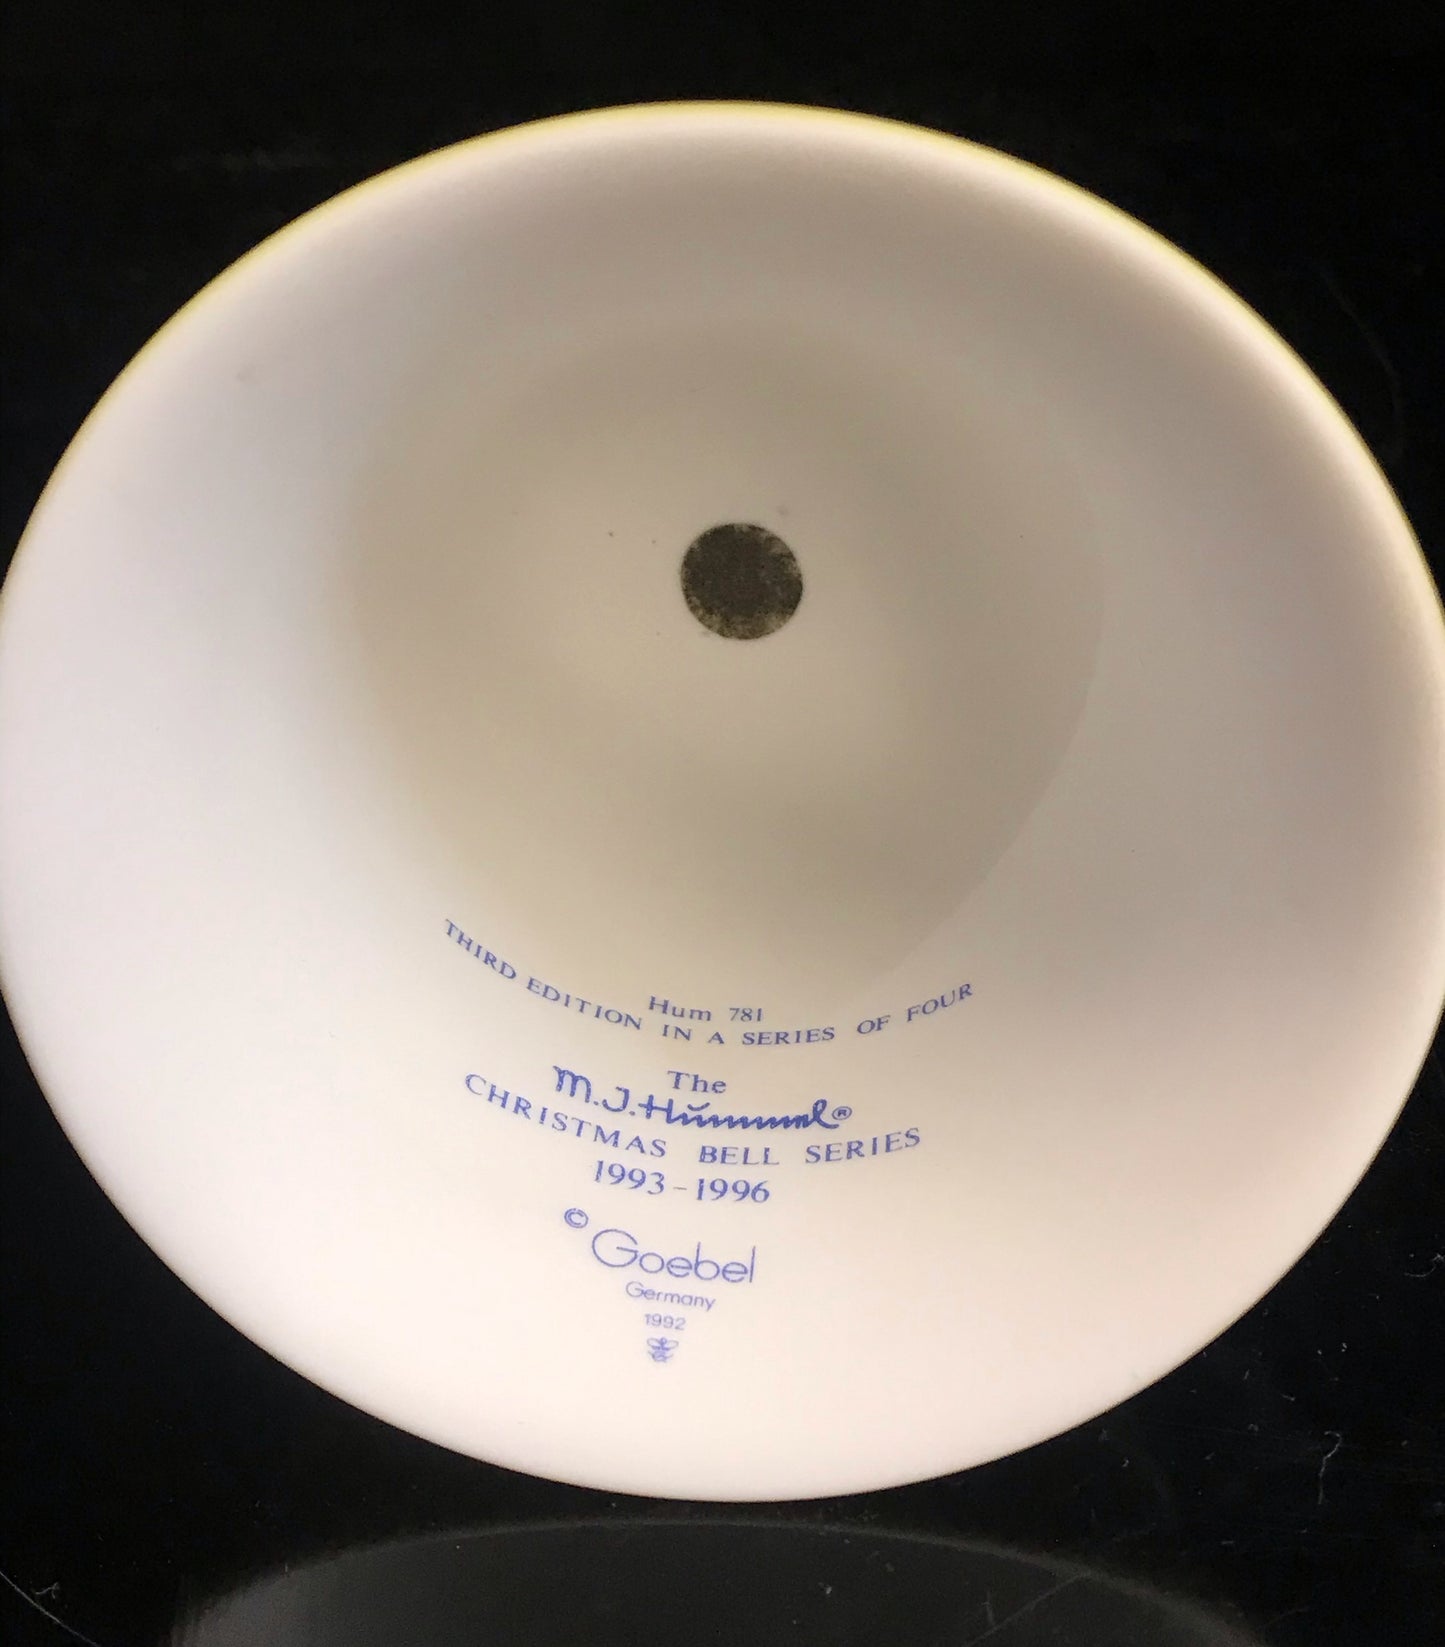 Hum 781
THIRD EDITION IN A SERIES OF FOUR
The
M.J.Hummel®
CHRISTMAS BELL SERIES
1993-1996
© Goebel
Germany
1992